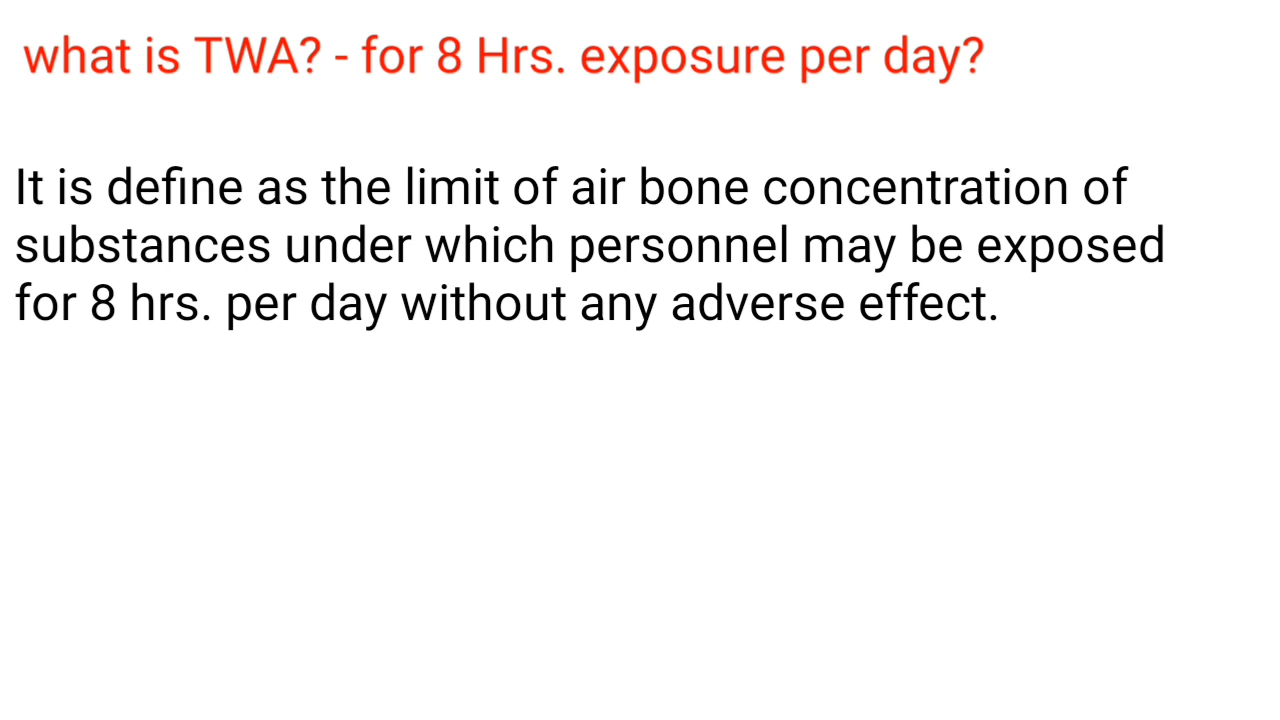 what is TWA? - for 8 Hrs. exposure per day?
It is define as the limit of air bone concentration of
substances under which personnel may be exposed
for 8 hrs. per day without any adverse effect.